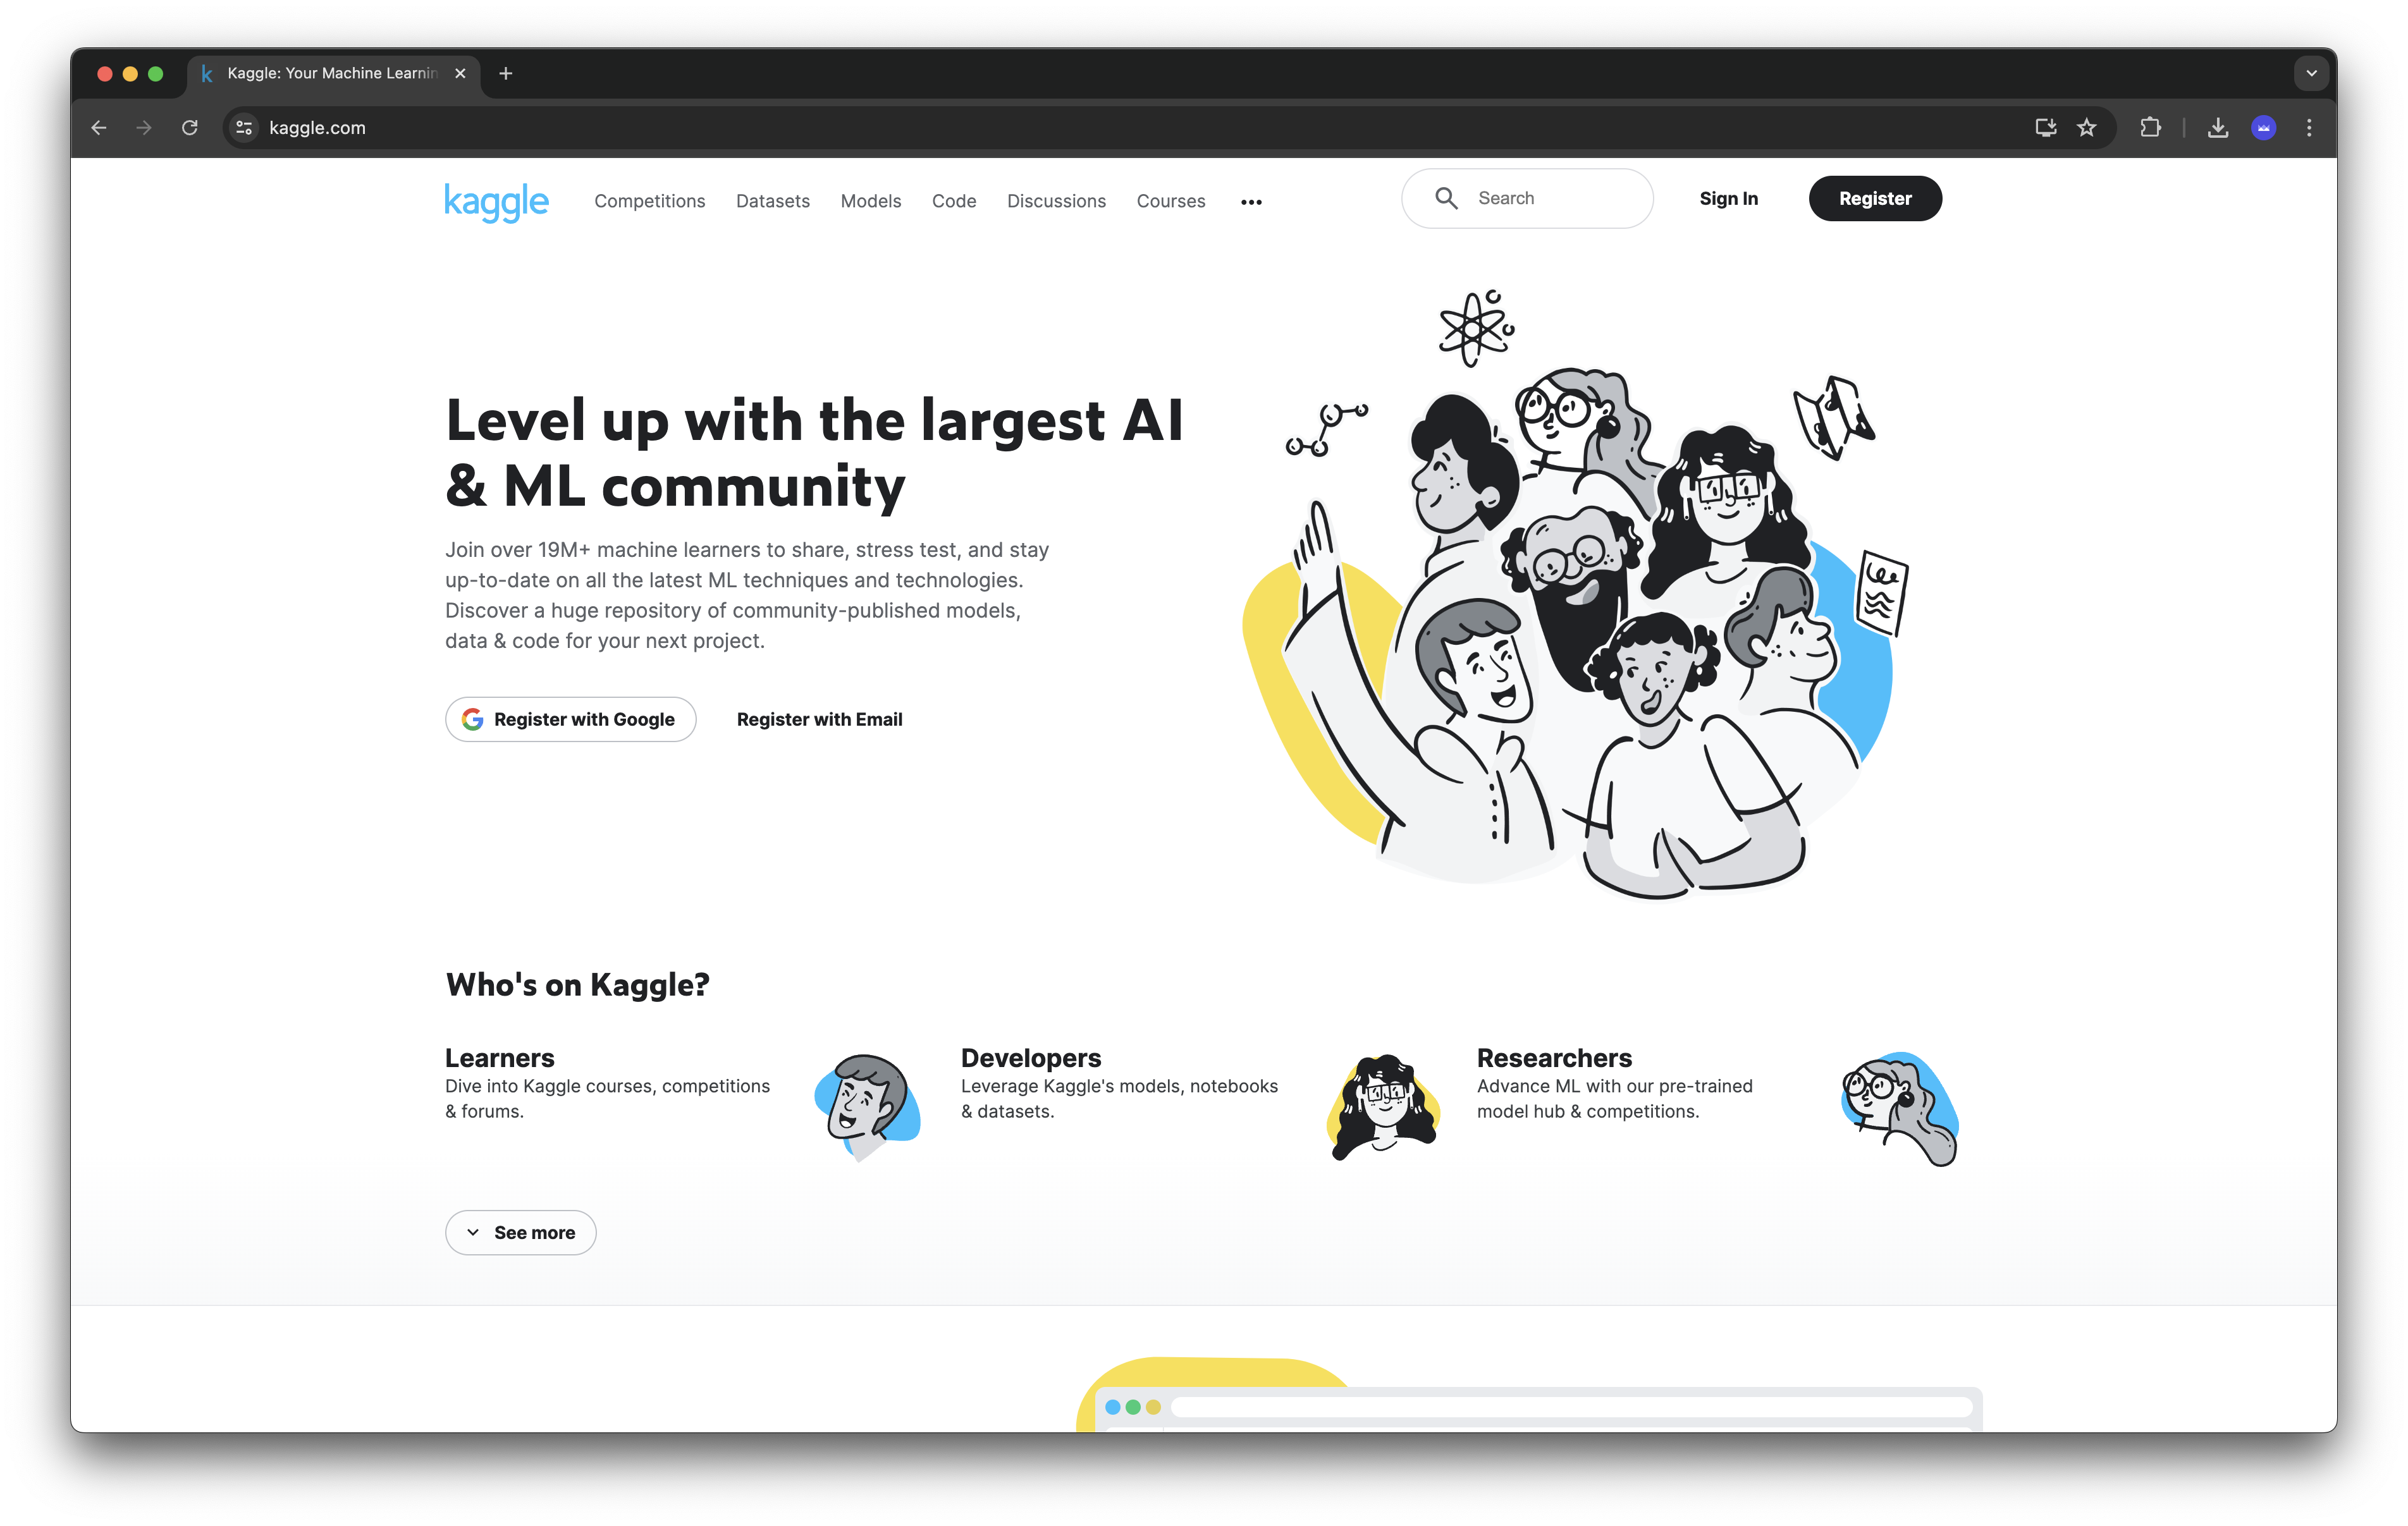 Kaggle: Your Machine Learnin
kaggle.com
kaggle
Competitions
Datasets
Models
Code
Discussions
Courses
Search
Sign In
Register
Level up with the largest AI
& ML community
Join over 19M+ machine learners to share, stress test, and stay
up-to-date on all the latest ML techniques and technologies.
Discover a huge repository of community-published models,
data & code for your next project.
Register with Google
Register with Email
Who's on Kaggle?
Learners
Dive into Kaggle courses, competitions
& forums.
Developers
Leverage Kaggle's models, notebooks
& datasets.
Researchers
Advance ML with our pre-trained
model hub & competitions.
See more